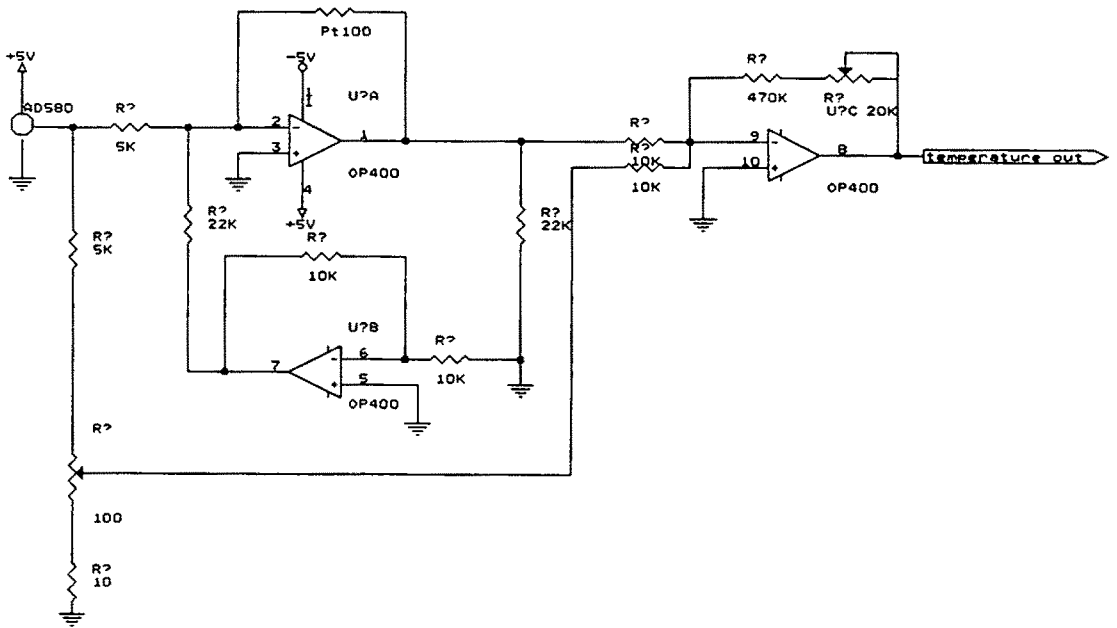 Pt100
+5V
-5V
AD580
R?
5K
U?A
2
3
1
OP400
4
+5V
R?
470K
R?
U?C 20K
R?
10K
R?
10K
9
10
8
OP400
temperature out
R?
5K
R?
22K
R?
22K
R?
10K
U?B
7
6
5
OP400
R?
10K
R?
100
R?
10